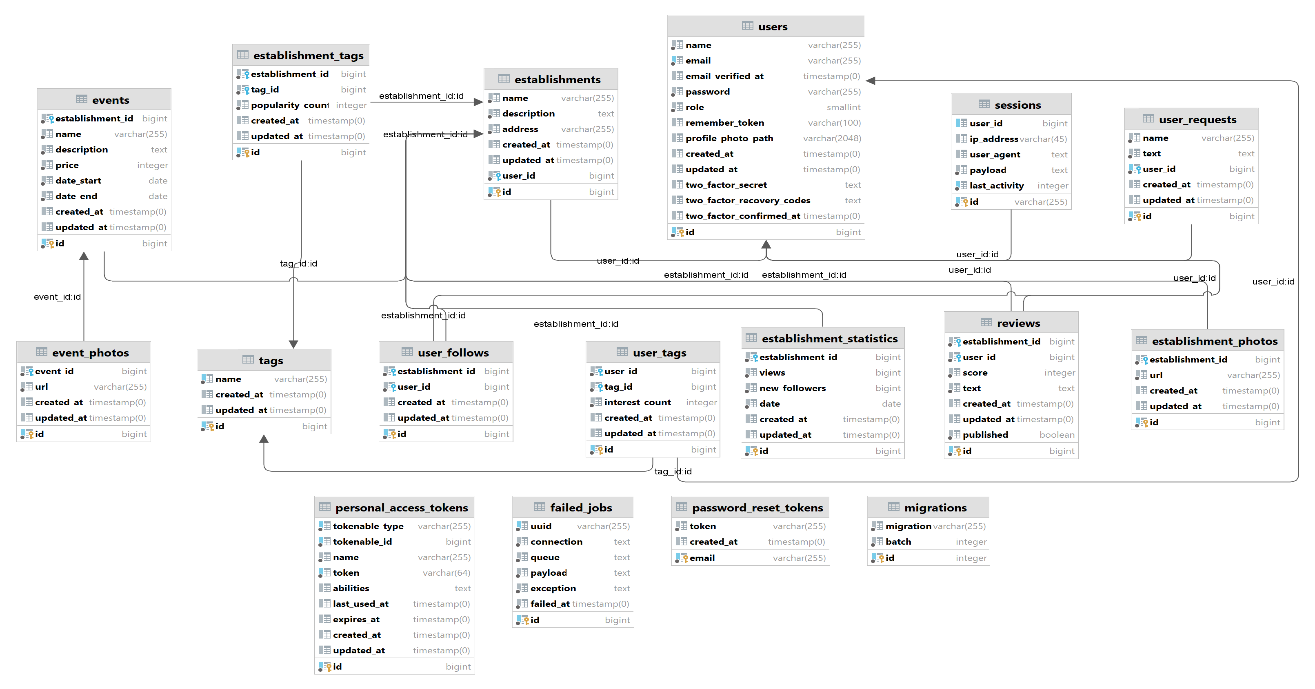 users
name varchar(255)
email varchar(255)
email_verified_at timestamp(0)
password varchar(255)
role smallint
remember_token varchar(100)
profile_photo_path varchar(2048)
created_at timestamp(0)
updated_at timestamp(0)
two_factor_secret text
two_factor_recovery_codes text
two_factor_confirmed_at timestamp(0)
id bigint
establishment_tags
establishment_id bigint
tag_id bigint
popularity_count integer
created_at timestamp(0)
updated_at timestamp(0)
id bigint
establishments
name varchar(255)
description text
address varchar(255)
created_at timestamp(0)
updated_at timestamp(0)
user_id bigint
id bigint
events
establishment_id bigint
name varchar(255)
description text
price integer
date_start date
date_end date
created_at timestamp(0)
updated_at timestamp(0)
id bigint
sessions
user_id bigint
ip_address varchar(45)
user_agent text
payload text
last_activity integer
id varchar(255)
user_requests
name varchar(255)
text text
user_id bigint
created_at timestamp(0)
updated_at timestamp(0)
id bigint
establishment_id:id
establishment_id:id
tag_id:id
user_id:id
user_id:id
user_id:id
establishment_id:id
establishment_id:id
user_id:id
user_id:id
event_id:id
establishment_id:id
establishment_id:id
event_photos
event_id bigint
url varchar(255)
created_at timestamp(0)
updated_at timestamp(0)
id bigint
tags
name varchar(255)
created_at timestamp(0)
updated_at timestamp(0)
id bigint
user_follows
establishment_id bigint
user_id bigint
created_at timestamp(0)
updated_at timestamp(0)
id bigint
user_tags
user_id bigint
tag_id bigint
interest_count integer
created_at timestamp(0)
updated_at timestamp(0)
id bigint
establishment_statistics
establishment_id bigint
views bigint
new_followers bigint
date date
created_at timestamp(0)
updated_at timestamp(0)
id bigint
reviews
establishment_id bigint
user_id bigint
score integer
text text
created_at timestamp(0)
updated_at timestamp(0)
published boolean
id bigint
establishment_photos
establishment_id bigint
url varchar(255)
created_at timestamp(0)
updated_at timestamp(0)
id bigint
tag_id:id
personal_access_tokens
tokenable_type varchar(255)
tokenable_id bigint
name varchar(255)
token varchar(64)
abilities text
last_used_at timestamp(0)
expires_at timestamp(0)
created_at timestamp(0)
updated_at timestamp(0)
id bigint
failed_jobs
uuid varchar(255)
connection text
queue text
payload text
exception text
failed_at timestamp(0)
id bigint
password_reset_tokens
token varchar(255)
created_at timestamp(0)
email varchar(255)
migrations
migration varchar(255)
batch integer
id integer